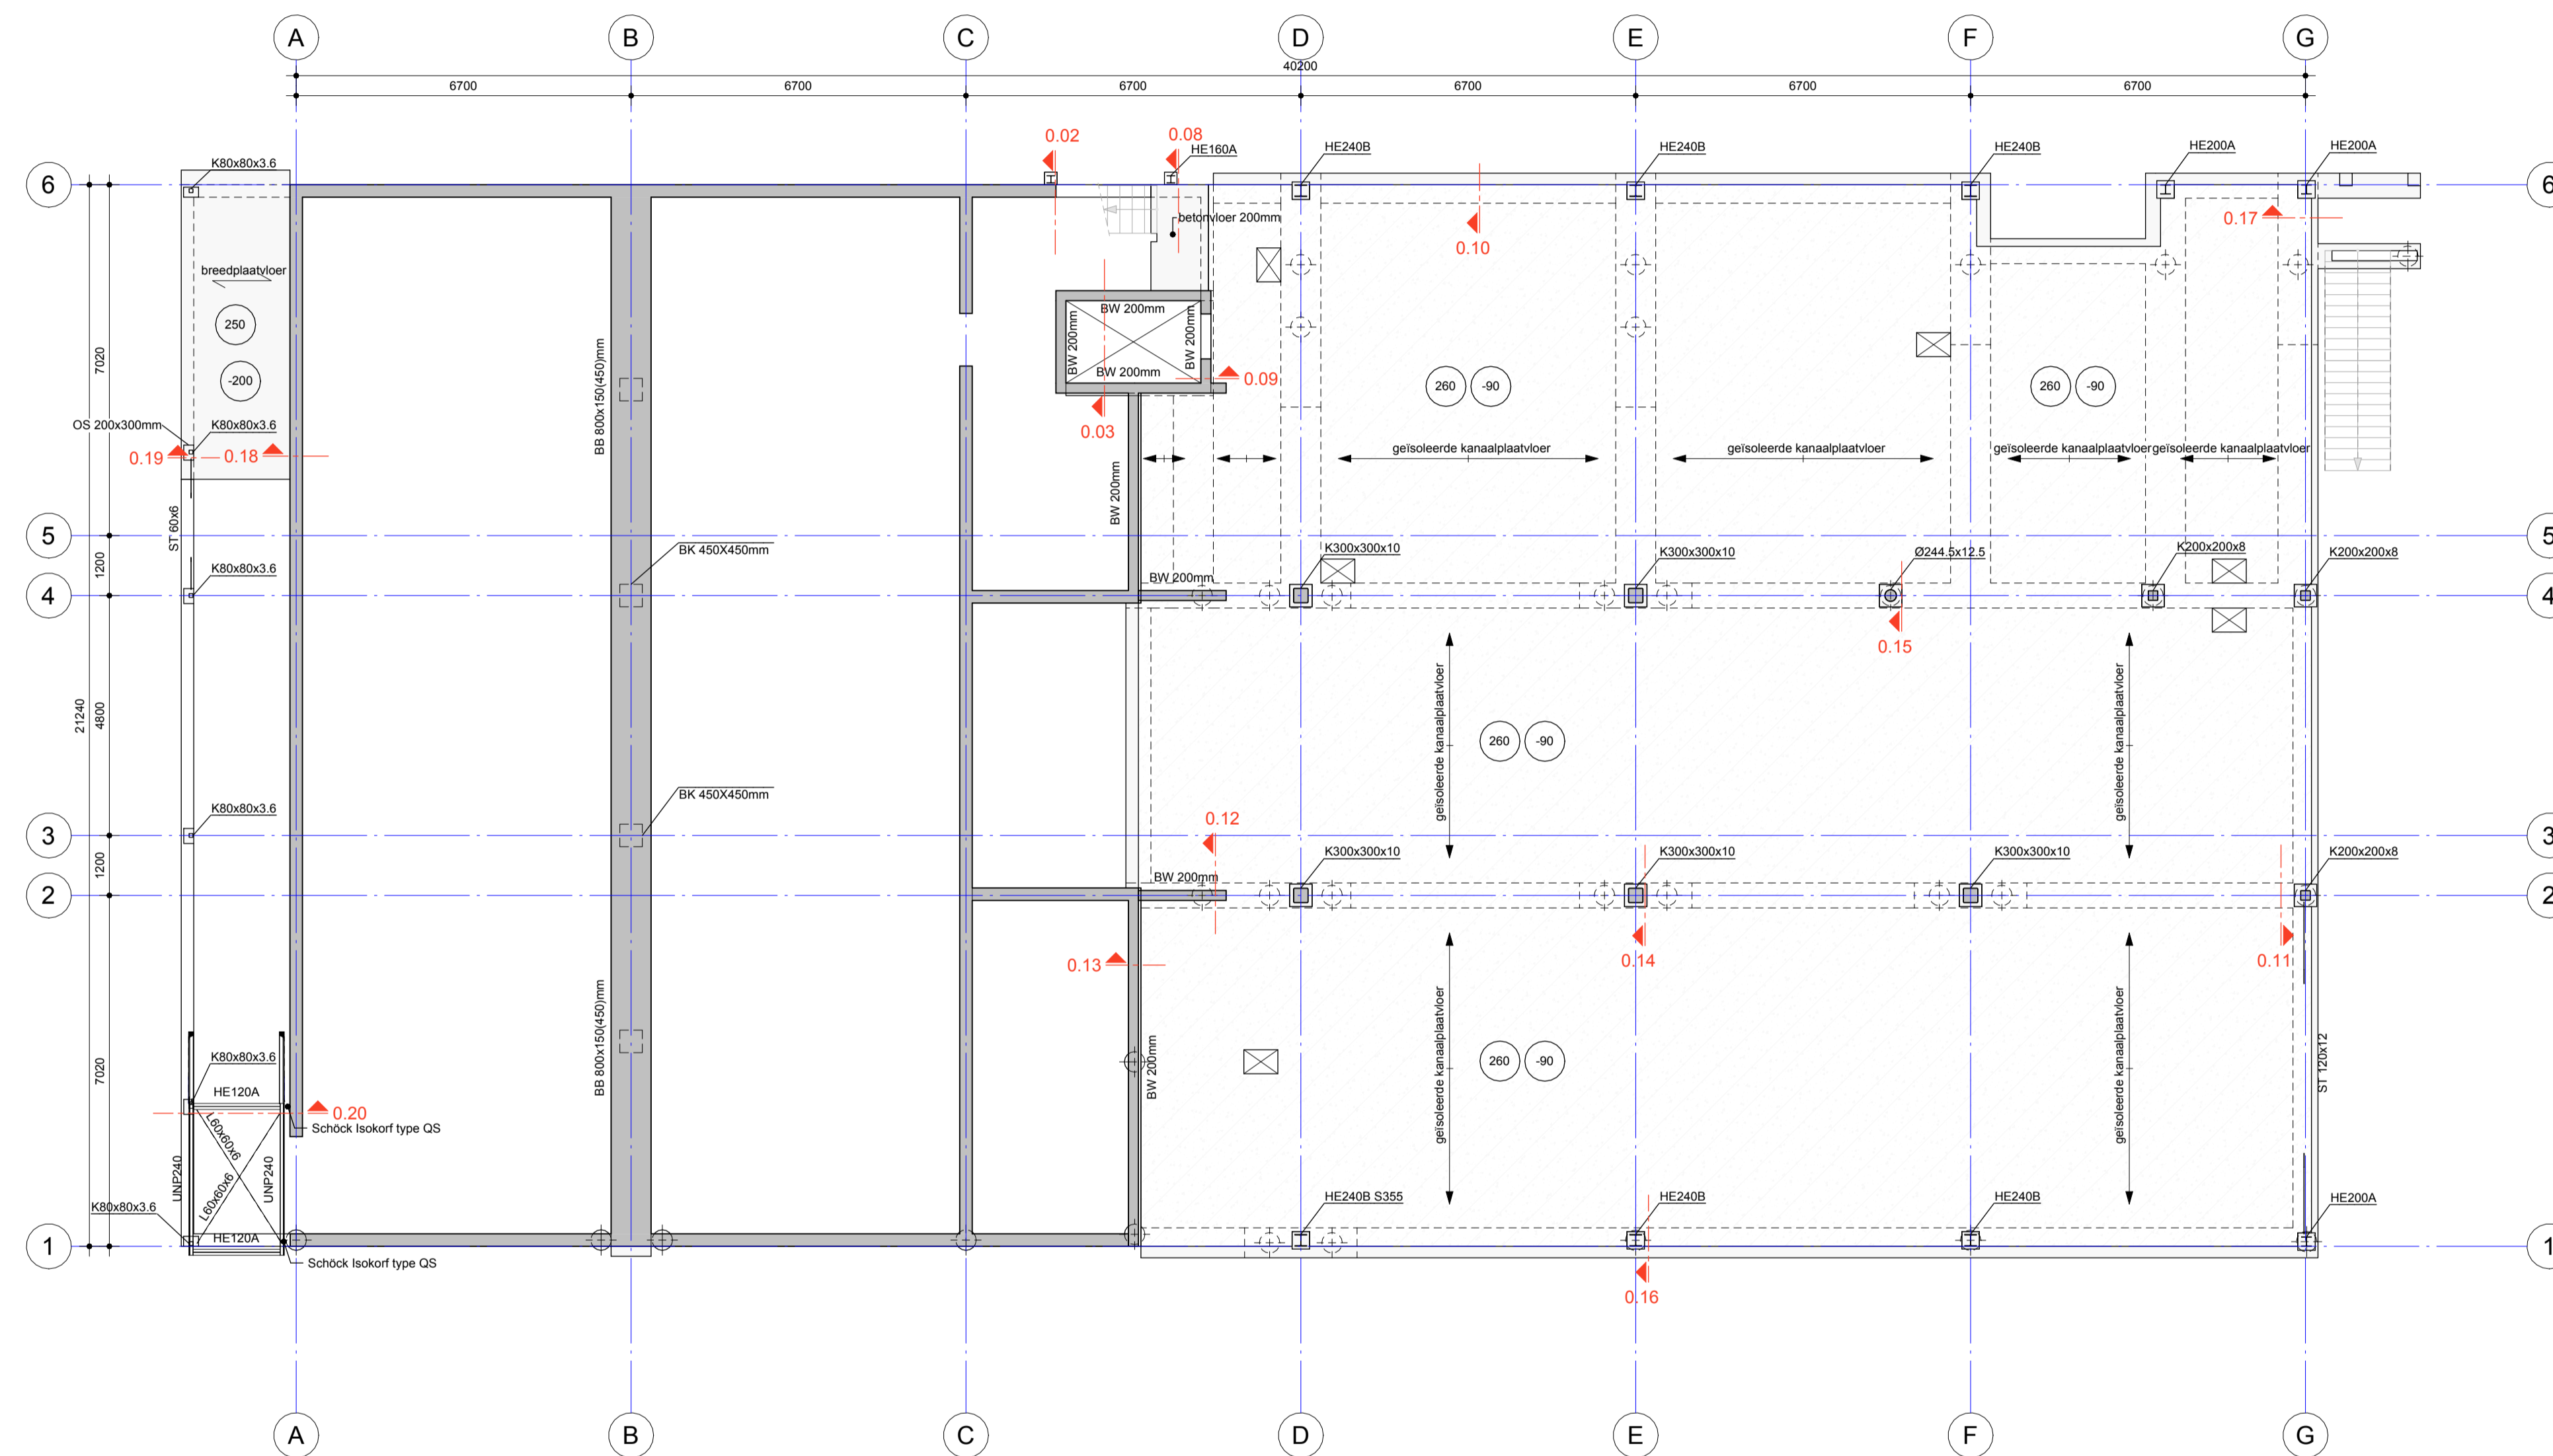 A B C D E F G
40200
6700 6700 6700 6700 6700 6700
0.02 0.08
K80x80x3.6 HE160A HE240B HE240B HE240B HE200A HE200A
6 6
betonvloer 200mm 0.17
0.10
breedplaatvloer
BW 200mm
250
BW 200mm BW 200mm
7020 -200 BB 800x150(450)mm BW 200mm 0.09 260 -90 260 -90
OS 200x300mm K80x80x3.6 0.03
0.19 0.18 geïsoleerde kanaalplaatvloer geïsoleerde kanaalplaatvloer geïsoleerde kanaalplaatvloer geïsoleerde kanaalplaatvloer
ST 60x6 BW 200mm
5 5
1200 BK 450X450mm K300x300x10 K300x300x10 Ø244.5x12.5 K200x200x8 K200x200x8
K80x80x3.6 BW 200mm
4 4
0.15
21240 4800 geïsoleerde kanaalplaatvloer 260 -90 geïsoleerde kanaalplaatvloer
K80x80x3.6 BK 450X450mm
0.12
3 3
1200 K300x300x10 K300x300x10 K300x300x10 K200x200x8
BW 200mm
2 2
0.13 0.14 0.11
7020 BB 800x150(450)mm BW 200mm geïsoleerde kanaalplaatvloer 260 -90 geïsoleerde kanaalplaatvloer ST 120x12
K80x80x3.6
HE120A
0.20
Schöck Isokorf type QS
L60x60x6
UNP240 L60x60x6 UNP240
K80x80x3.6 HE240B S355 HE240B HE240B HE200A
HE120A
1 1
Schöck Isokorf type QS
0.16
A B C D E F G